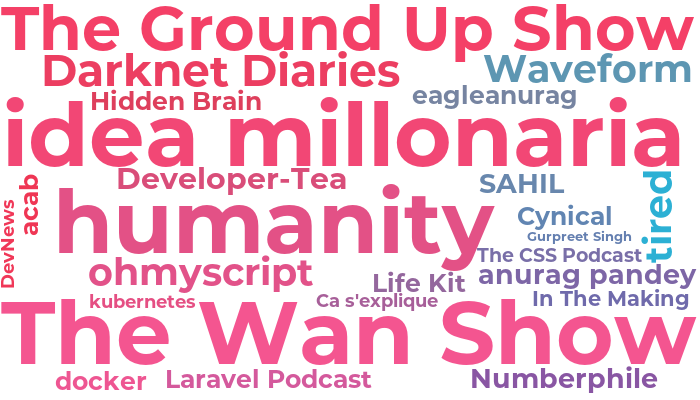 The Ground Up Show
Darknet Diaries
Waveform
Hidden Brain
eagleanurag
idea millonaria
Developer-Tea
SAHIL
tired
acab
DevNews
humanity
Cynical
Gurpreet Singh
The CSS Podcast
ohmyscript
anurag pandey
Life Kit
kubernetes
Ca s'explique
In The Making
The Wan Show
docker
Laravel Podcast
Numberphile